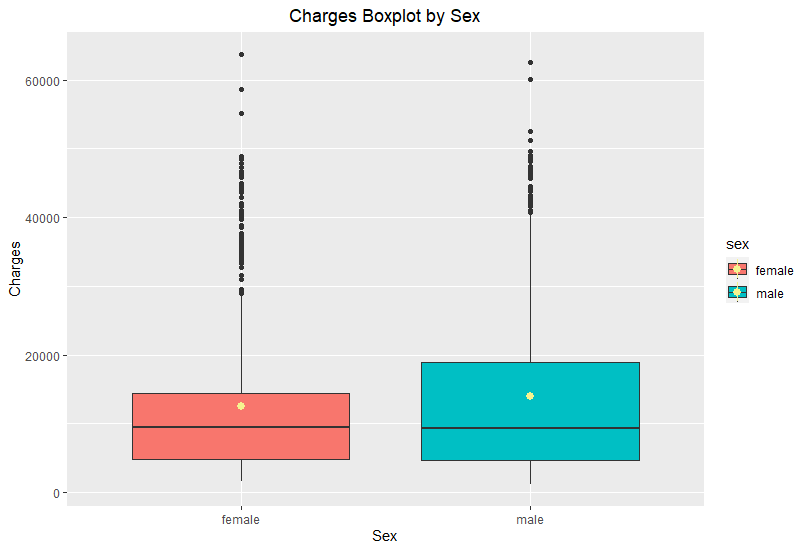 Charges Boxplot by Sex
60000
40000
20000
0
Charges
female
male
Sex
sex
female
male